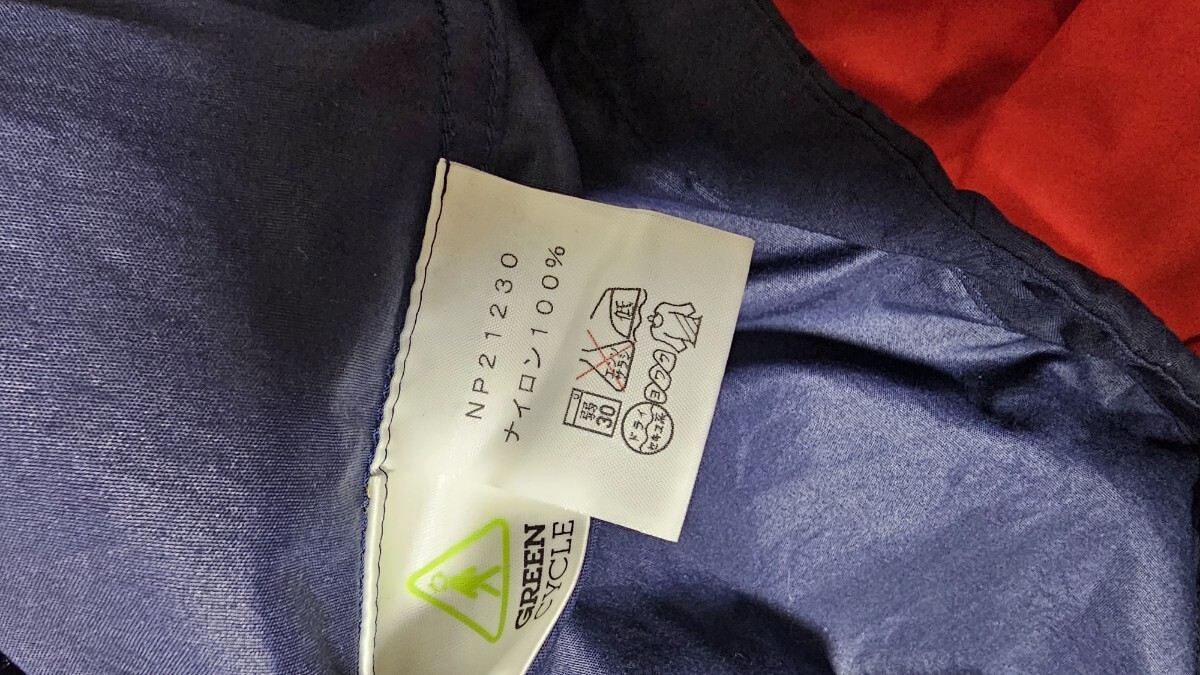 NP21230
ナイロン100%
弱
30
エンソ
サラシ
低
ドライ
セキユ系
ヨワク
GREEN
CYCLE